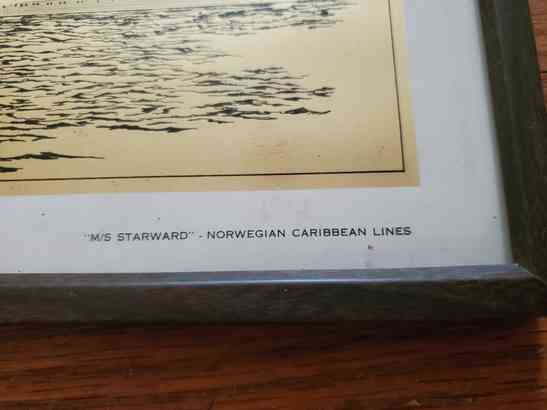 "M/S STARWARD" - NORWEGIAN CARIBBEAN LINES